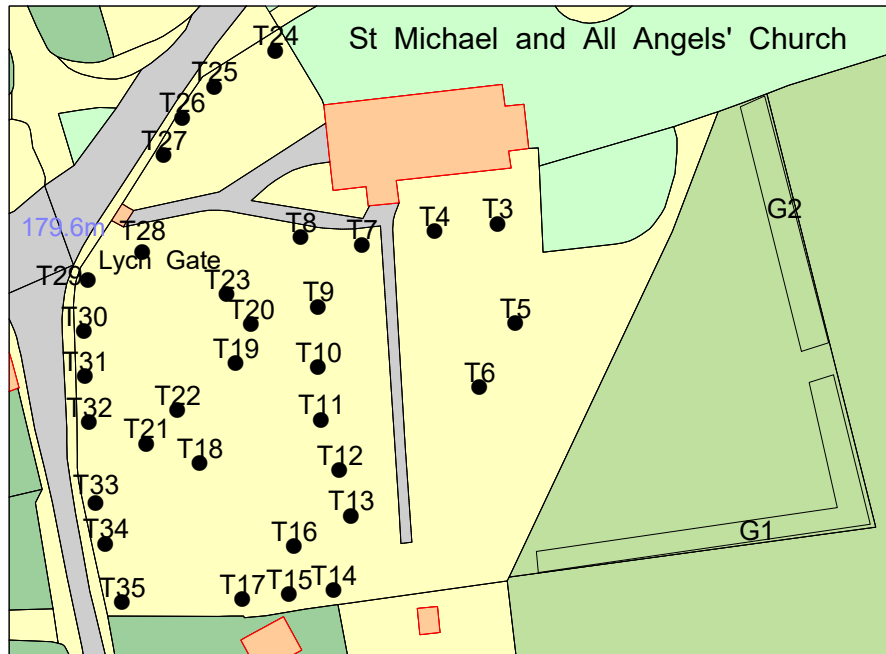 T24
St Michael and All Angels' Church
T25
T26
T27
G2
179.6m
T28
T8
T7
T4
T3
Lych Gate
T29
T23
T9
T20
T5
T30
T19
T10
T31
T6
T22
T32
T11
T21
T18
T12
T33
T13
T34
T16
G1
T35
T17
T15
T14